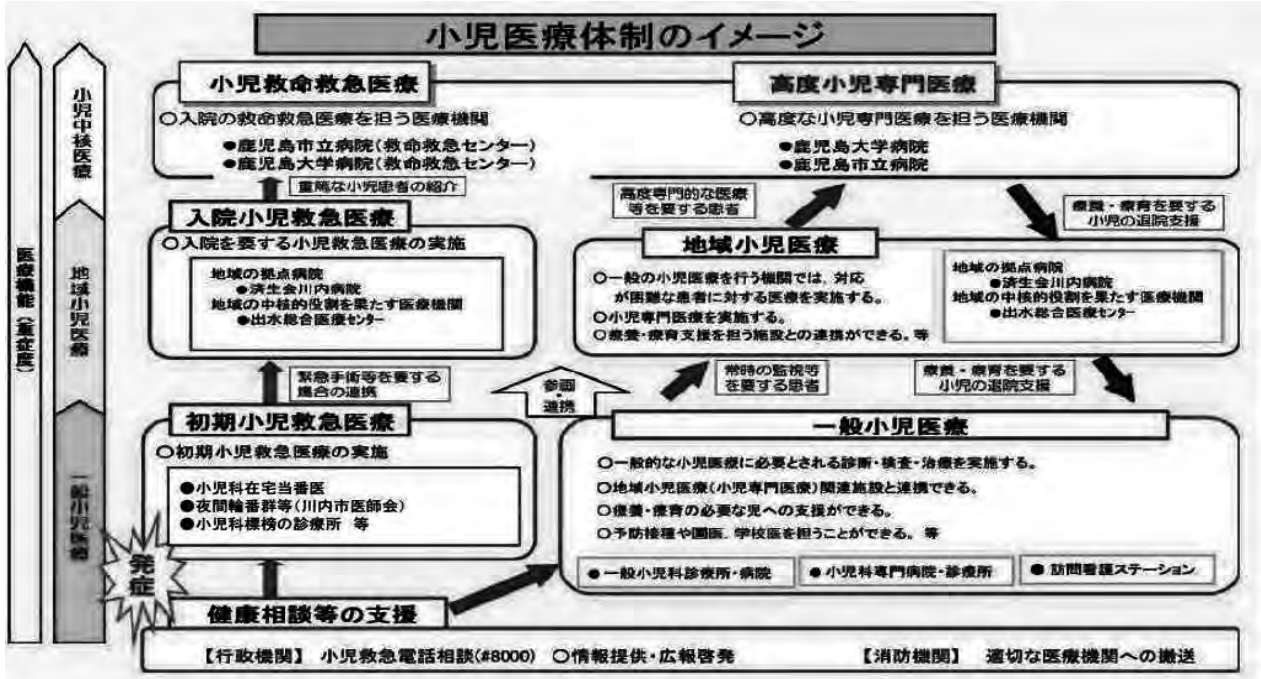 小児医療体制のイメージ
医療機能(重症度)
小児中核医療
地域小児医療
一般小児医療
小児救命救急医療
○入院の救命救急医療を担う医療機関
●鹿児島市立病院(救命救急センター)
●鹿児島大学病院(救命救急センター)
高度小児専門医療
○高度な小児専門医療を担う医療機関
●鹿児島大学病院
●鹿児島市立病院
重篤な小児患者の紹介
高度専門的な医療
等を要する患者
療養・療育を要する
小児の退院支援
入院小児救急医療
○入院を要する小児救急医療の実施
地域の拠点病院
●済生会川内病院
地域の中核的役割を果たす医療機関
●出水総合医療センター
地域小児医療
○一般の小児医療を行う機関では,対応
が困難な患者に対する医療を実施する。
○小児専門医療を実施する。
○療養・療育支援を担う施設との連携ができる。等
地域の拠点病院
●済生会川内病院
地域の中核的役割を果たす医療機関
●出水総合医療センター
緊急手術等を要する
場合の連携
参画・連携
常時の監視等
を要する患者
療養・療育を要する
小児の退院支援
初期小児救急医療
○初期小児救急医療の実施
●小児科在宅当番医
●夜間輪番群等(川内市医師会)
●小児科標榜の診療所 等
一般小児医療
○一般的な小児医療に必要とされる診断・検査・治療を実施する。
○地域小児医療(小児専門医療)関連施設と連携できる。
○療養・療育の必要な児への支援ができる。
○予防接種や園医,学校医を担うことができる。 等
●一般小児科診療所・病院
●小児科専門病院・診療所
●訪問看護ステーション
発症
健康相談等の支援
【行政機関】 小児救急電話相談(#8000) ○情報提供・広報啓発 【消防機関】 適切な医療機関への搬送